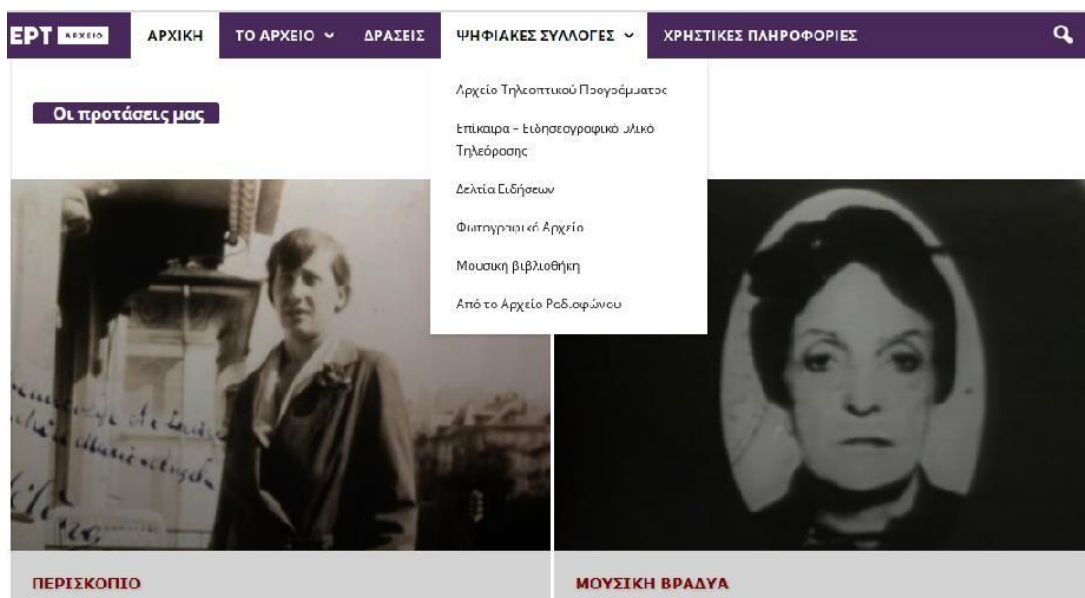 ΕΡΤ ΑΡΧΕΙΟ ΑΡΧΙΚΗ ΤΟ ΑΡΧΕΙΟ ΔΡΑΣΕΙΣ ΨΗΦΙΑΚΕΣ ΣΥΛΛΟΓΕΣ ΧΡΗΣΤΙΚΕΣ ΠΛΗΡΟΦΟΡΙΕΣ
Οι προτάσεις μας
Αρχείο Τηλεοπτικού Προγράμματος
Επίκαιρα – Ειδησεογραφικό υλικό
Τηλεόρασης
Δελτία Ειδήσεων
Φωτογραφικό Αρχείο
Μουσική βιβλιοθήκη
Από το Αρχείο Ραδιοφώνου
ΠΕΡΙΣΚΟΠΙΟ
ΜΟΥΣΙΚΗ ΒΡΑΔΥΑ